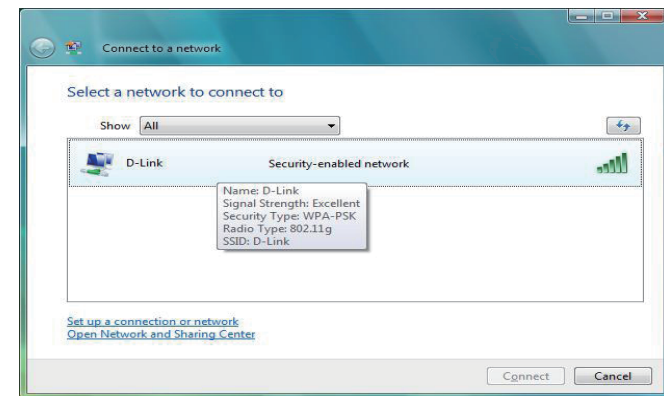 Connect to a network
Select a network to connect to
Show All
D-Link Security-enabled network
Name: D-Link
Signal Strength: Excellent
Security Type: WPA-PSK
Radio Type: 802.11g
SSID: D-Link
Set up a connection or network
Open Network and Sharing Center
Connect Cancel